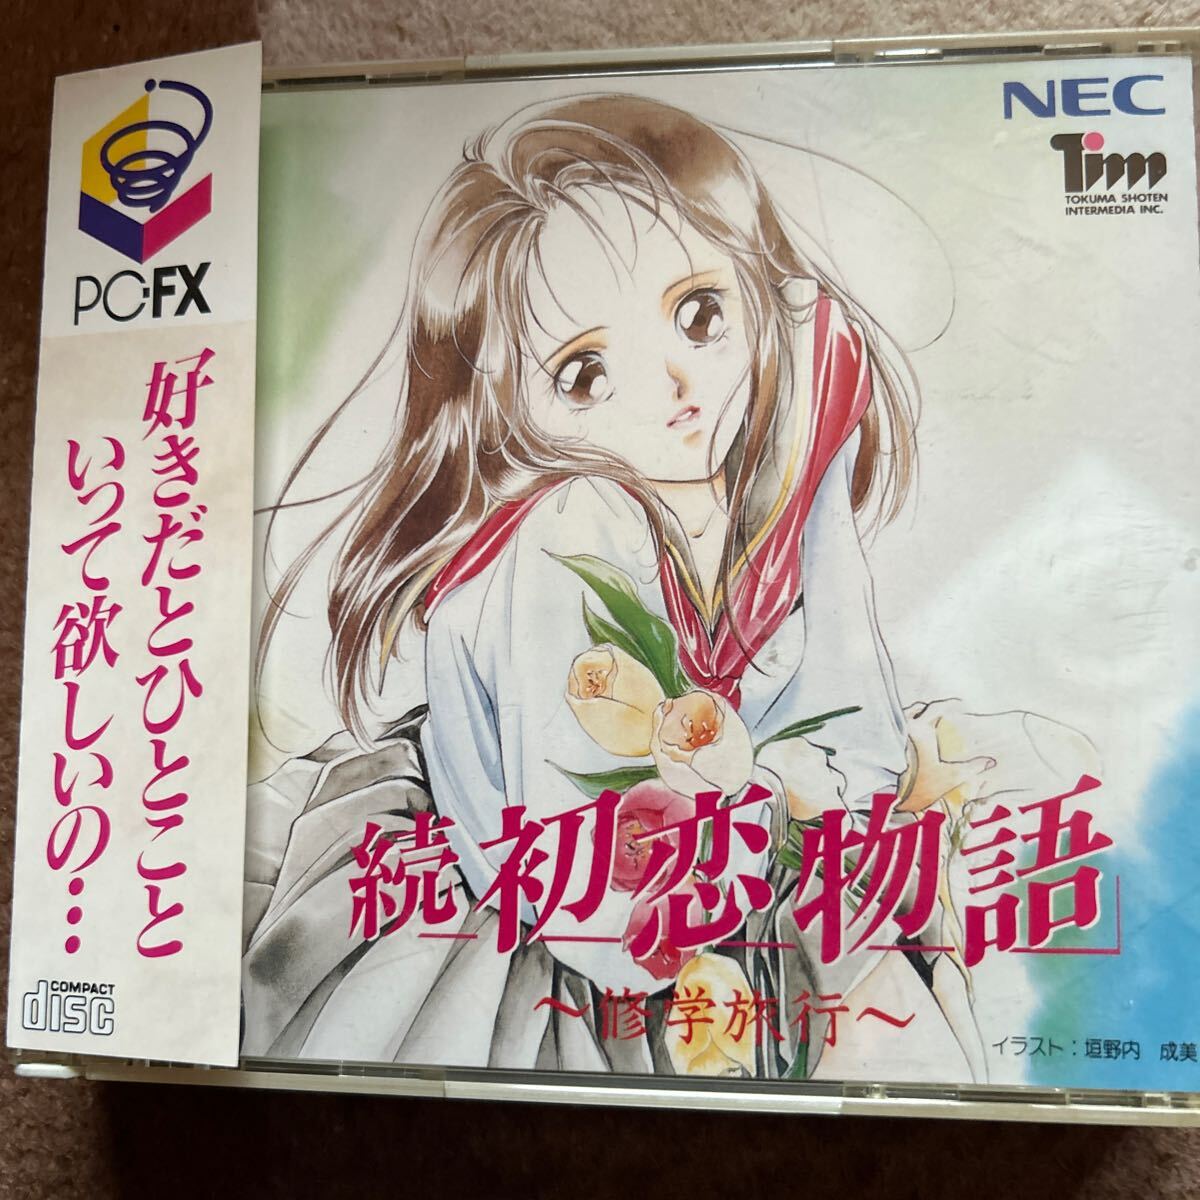 PC-FX
好きだとひとこと
いって欲しいの…
COMPACT
disc
NEC
Tim
TOKUMA SHOTEN
INTERMEDIA INC.
続初恋物語
～修学旅行～
イラスト：垣野内 成美